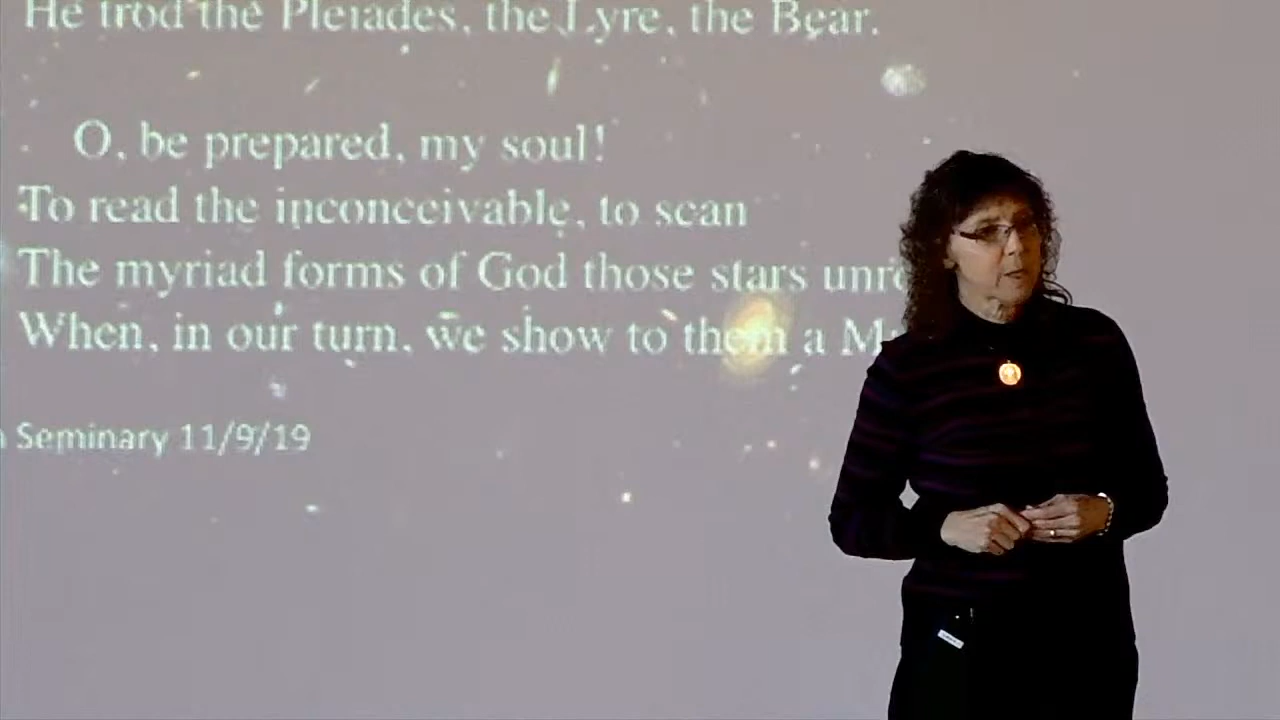 He trod the Pleiades, the Lyre, the Bear.
O, be prepared, my soul!
To read the inconceivable, to scan
The myriad forms of God those stars
When, in our turn, we show to them a
Seminary 11/9/19